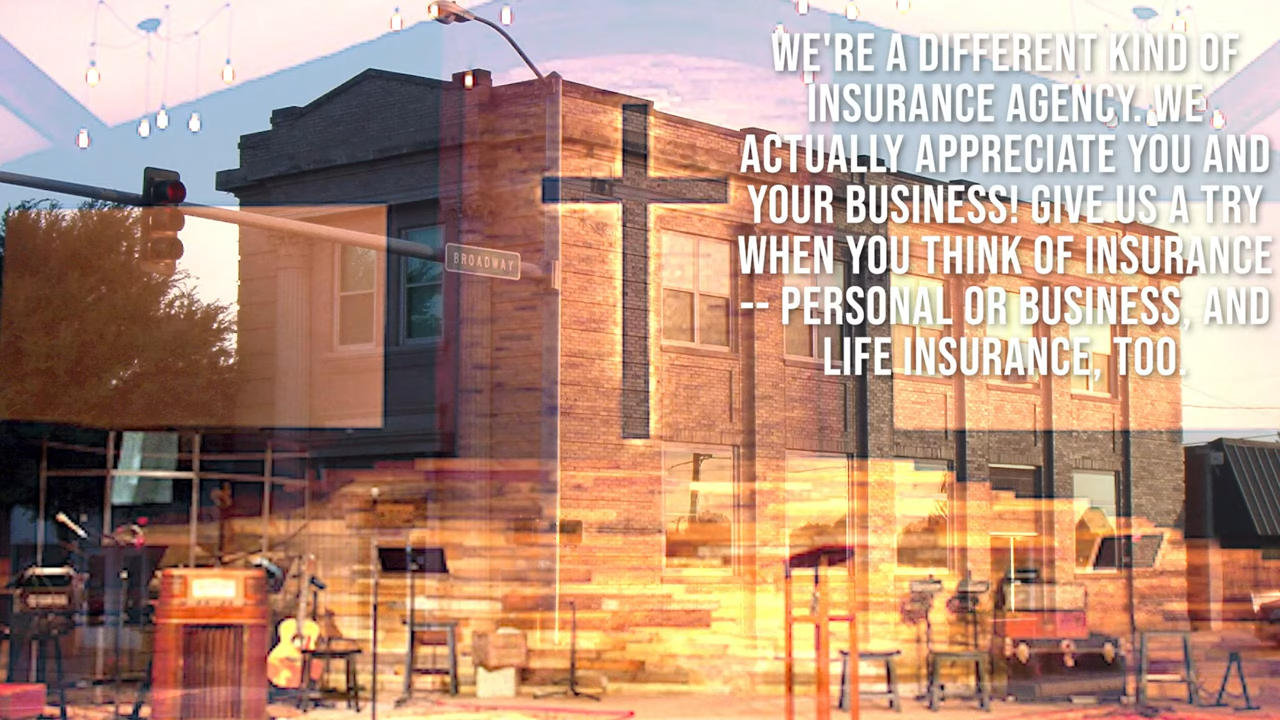 WE'RE A DIFFERENT KIND OF
INSURANCE AGENCY. WE
ACTUALLY APPRECIATE YOU AND
YOUR BUSINESS! GIVE US A TRY
WHEN YOU THINK OF INSURANCE
-- PERSONAL OR BUSINESS, AND
LIFE INSURANCE, TOO.
BROADWAY